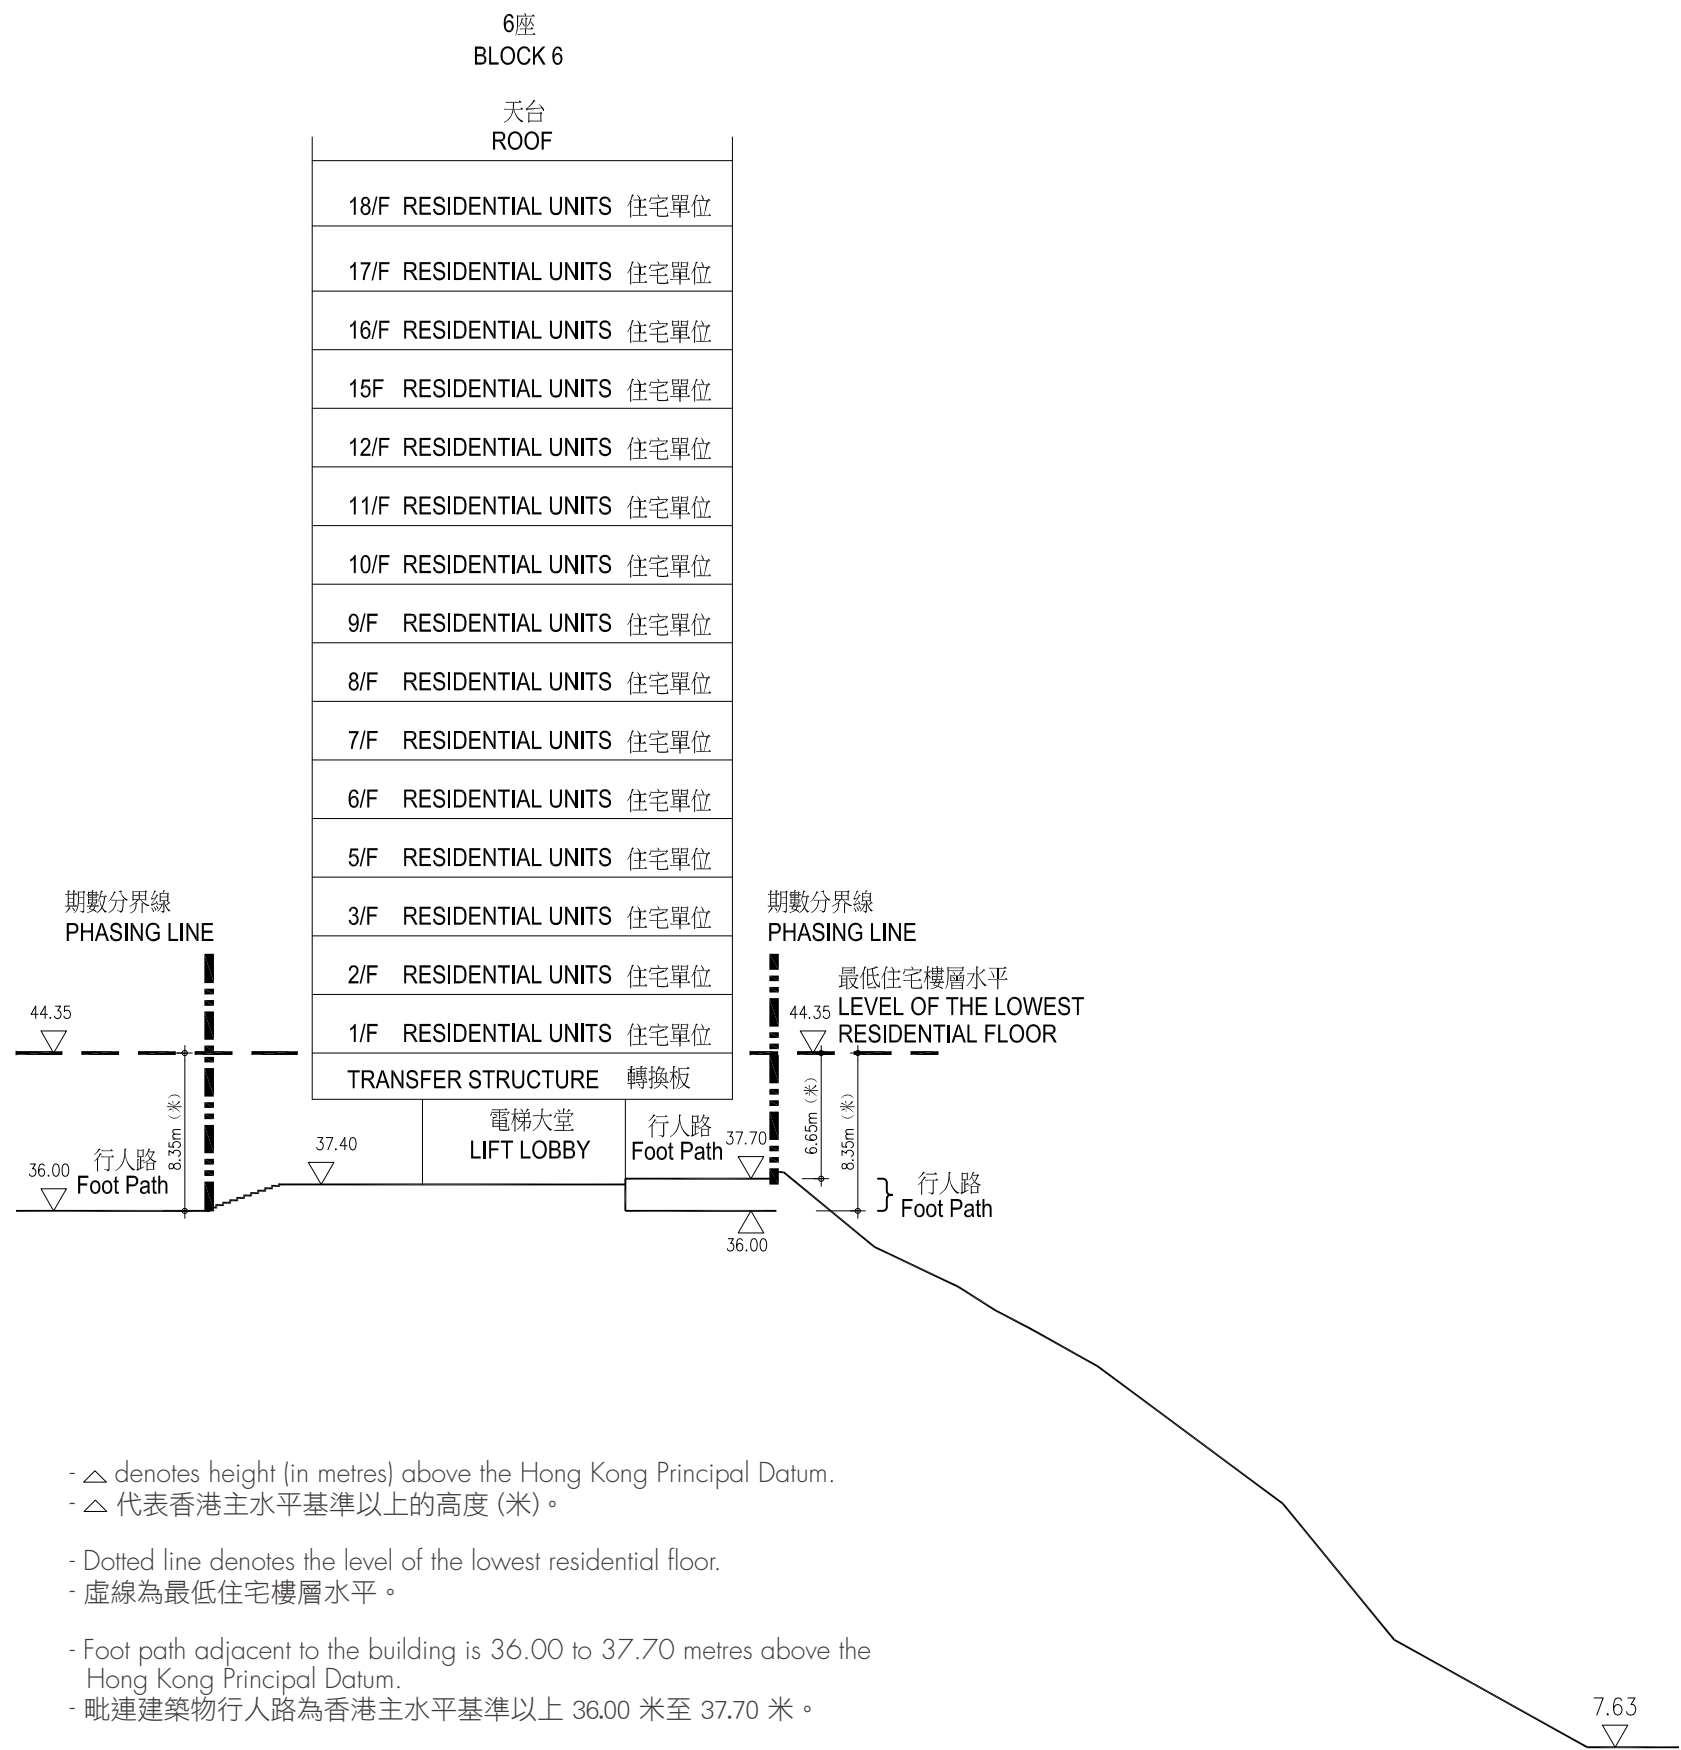 6座
BLOCK 6
天台
ROOF
18/F RESIDENTIAL UNITS 住宅單位
17/F RESIDENTIAL UNITS 住宅單位
16/F RESIDENTIAL UNITS 住宅單位
15F RESIDENTIAL UNITS 住宅單位
12/F RESIDENTIAL UNITS 住宅單位
11/F RESIDENTIAL UNITS 住宅單位
10/F RESIDENTIAL UNITS 住宅單位
9/F RESIDENTIAL UNITS 住宅單位
8/F RESIDENTIAL UNITS 住宅單位
7/F RESIDENTIAL UNITS 住宅單位
6/F RESIDENTIAL UNITS 住宅單位
5/F RESIDENTIAL UNITS 住宅單位
3/F RESIDENTIAL UNITS 住宅單位
2/F RESIDENTIAL UNITS 住宅單位
1/F RESIDENTIAL UNITS 住宅單位
TRANSFER STRUCTURE 轉換板
電梯大堂
LIFT LOBBY
行人路
Foot Path
37.70
37.40
36.00
期數分界線
PHASING LINE
44.35
8.35m (米)
行人路
Foot Path
36.00
期數分界線
PHASING LINE
最低住宅樓層水平
LEVEL OF THE LOWEST
RESIDENTIAL FLOOR
44.35
6.65m (米)
8.35m (米)
行人路
Foot Path
- △ denotes height (in metres) above the Hong Kong Principal Datum.
- △ 代表香港主水平基準以上的高度 (米)。
- Dotted line denotes the level of the lowest residential floor.
- 虛線為最低住宅樓層水平。
- Foot path adjacent to the building is 36.00 to 37.70 metres above the
Hong Kong Principal Datum.
- 毗連建築物行人路為香港主水平基準以上 36.00 米至 37.70 米。
7.63